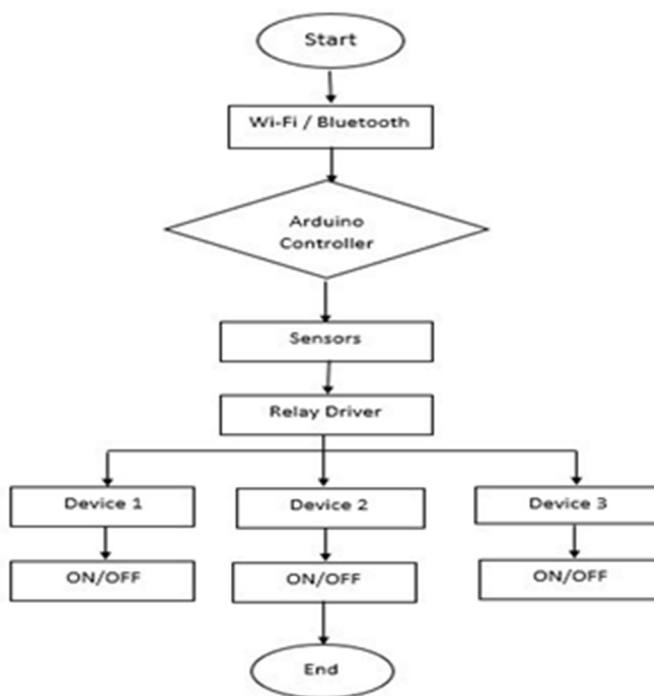 Start
Wi-Fi / Bluetooth
Arduino
Controller
Sensors
Relay Driver
Device 1
Device 2
Device 3
ON/OFF
ON/OFF
ON/OFF
End